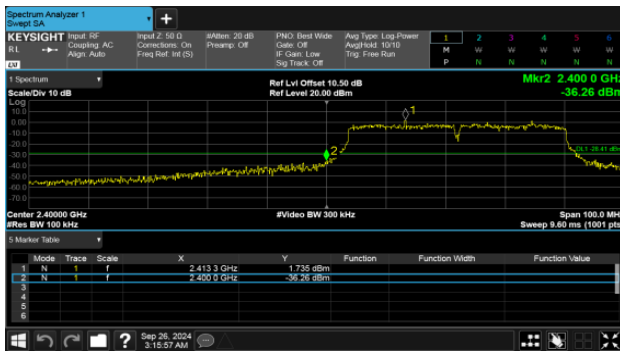 Spectrum Analyzer 1
Swept SA
+
KEYSIGHT Input: RF Input Z: 50 Ω #Atten: 20 dB PNO: Best Wide Avg Type: Log-Power 1 2 3 4 5 6
RL Coupling: AC Corrections: On Preamp: Off Gate: Off Avg|Hold: 10/10 M W W W W W
Align: Auto Freq Ref: Int (S) IF Gain: Low Trig: Free Run
LXI Sig Track: Off P N N N N N
1 Spectrum Ref Lvl Offset 10.50 dB Mkr2 2.400 0 GHz
Scale/Div 10 dB Ref Level 20.00 dBm -36.26 dBm
Log
10.0 1
0.00
-10.0
-20.0
-30.0 2
-40.0
-50.0
-60.0
-70.0
Center 2.40000 GHz #Video BW 300 kHz Span 100.0 MHz
#Res BW 100 kHz Sweep 9.60 ms (1001 pts)
5 Marker Table
Mode Trace Scale X Y Function Function Width Function Value
1 N 1 f 2.413 3 GHz 1.735 dBm
2 N 1 f 2.400 0 GHz -36.26 dBm
3
4
5
6
? Sep 26, 2024
3:15:57 AM